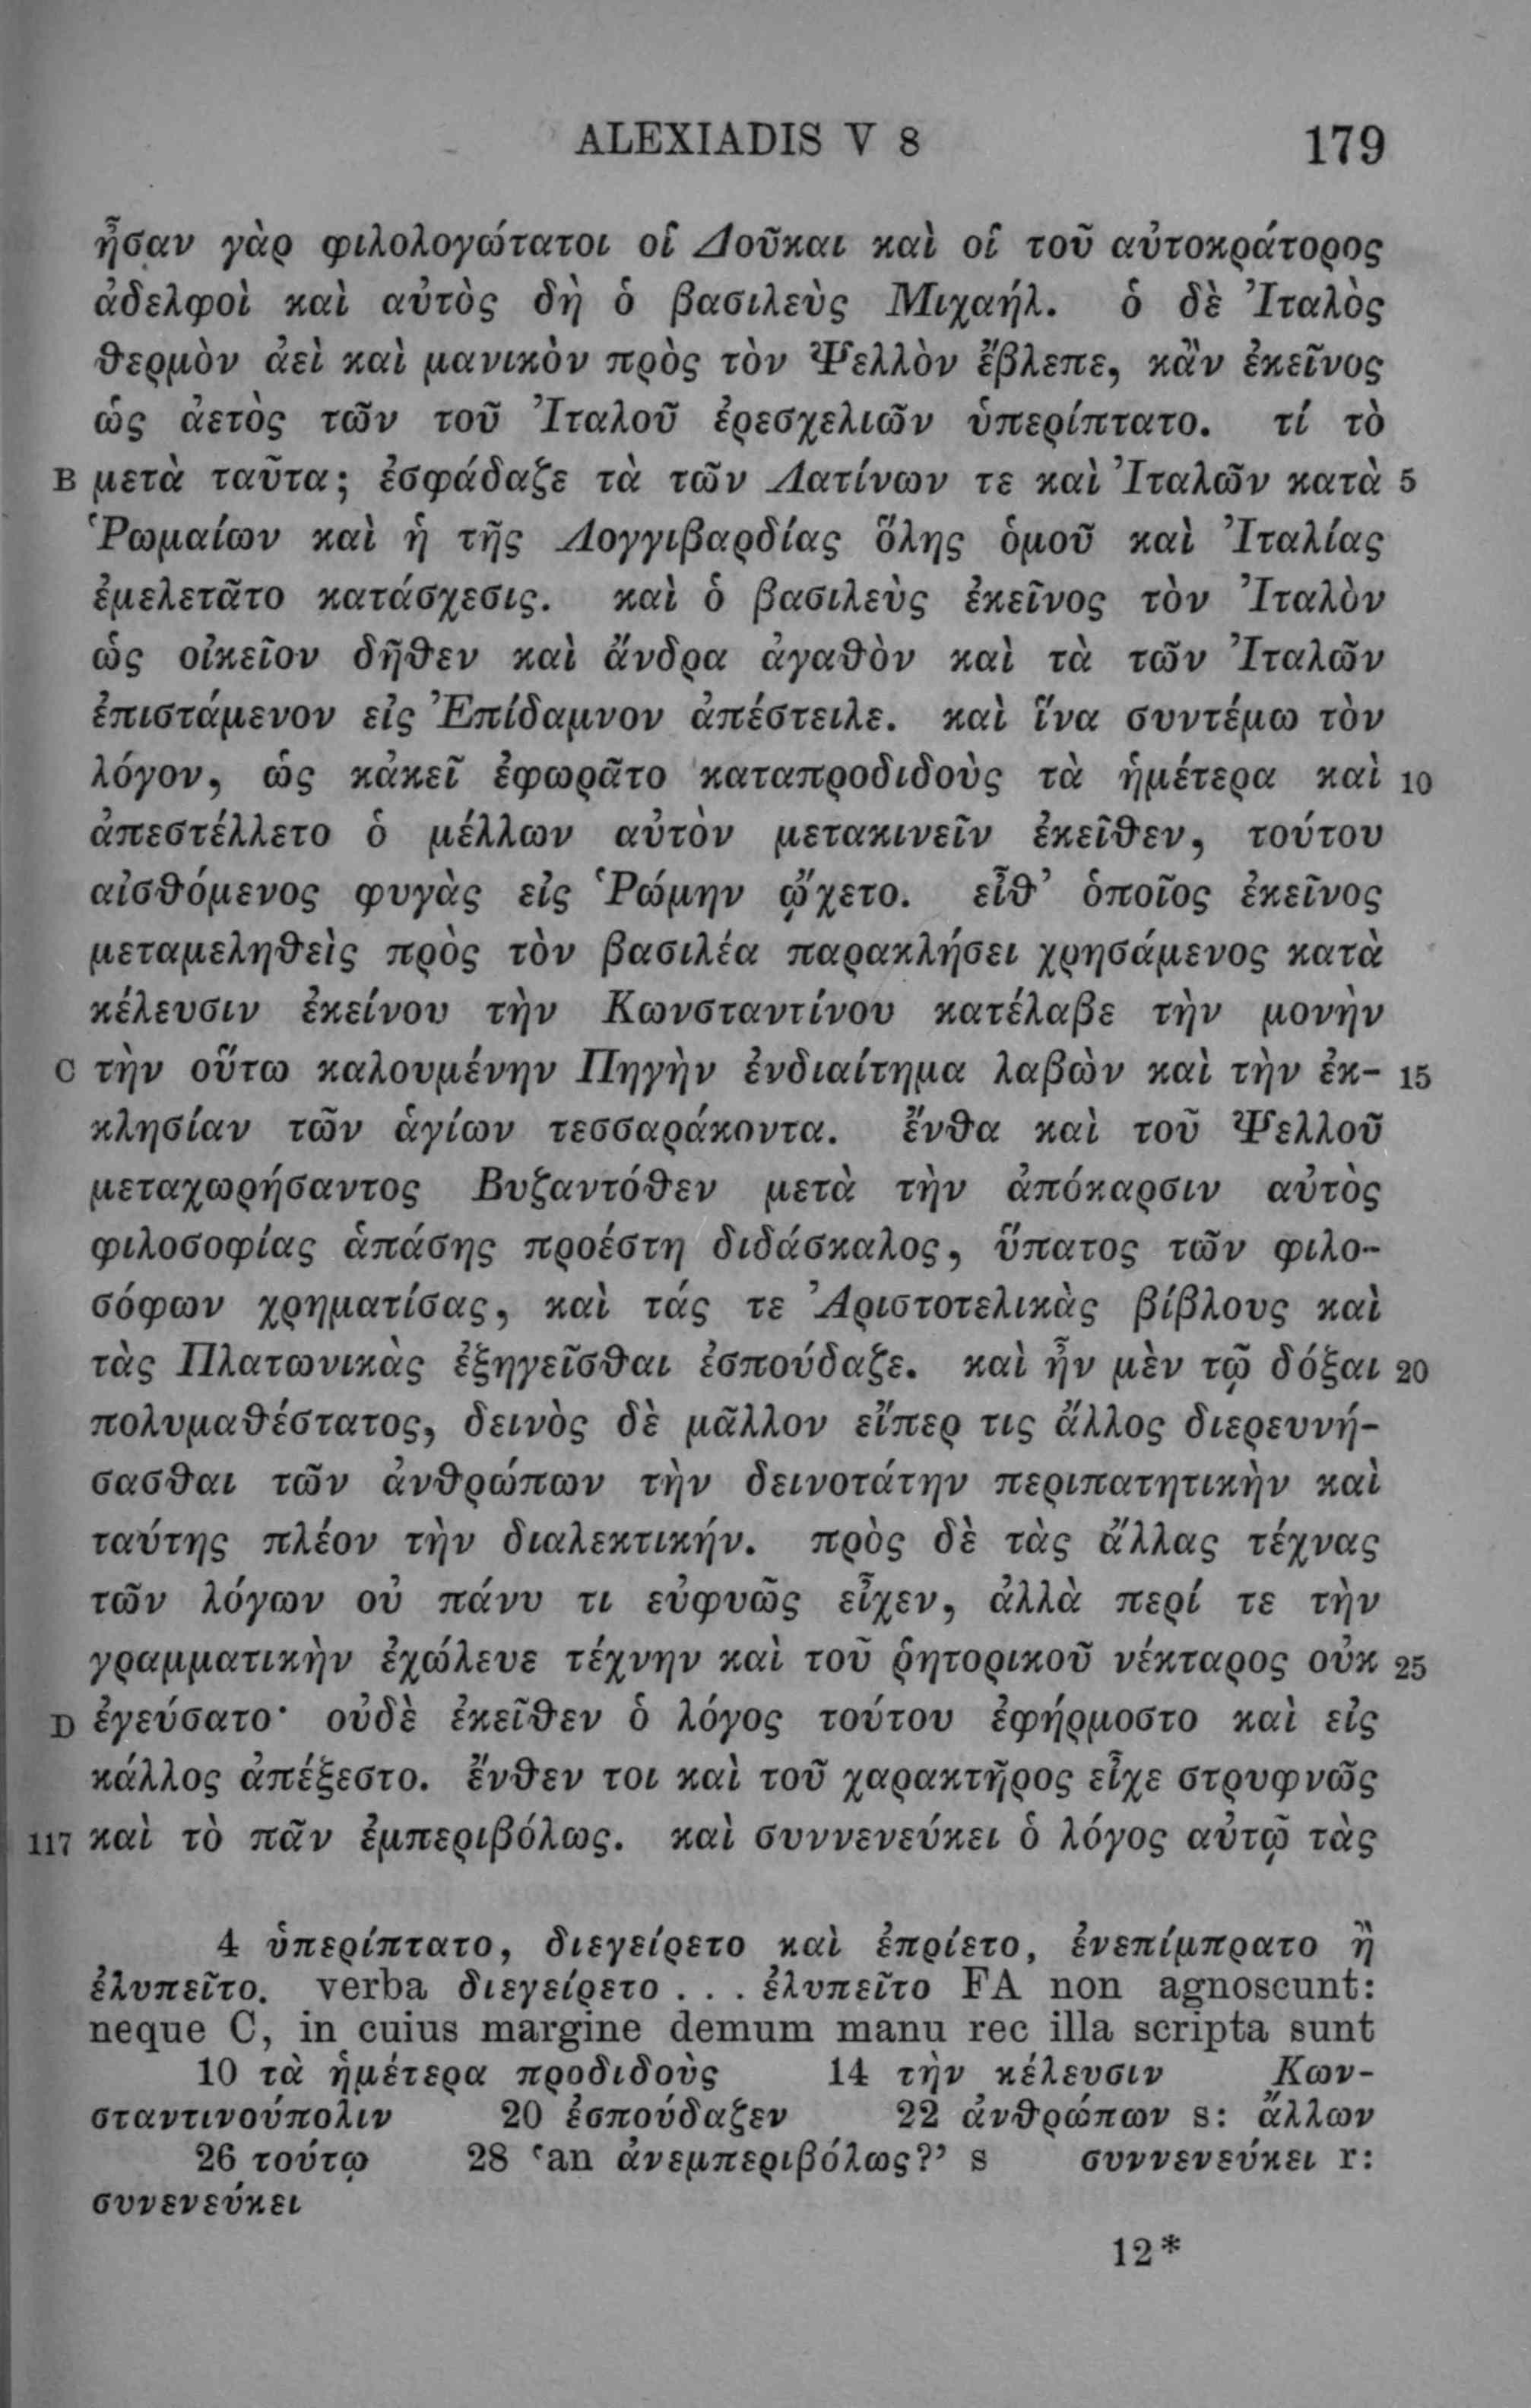 ALEXIADIS V 8 179
ἦσαν γὰρ φιλολογώτατοι οἱ Δοῦκαι καὶ οἱ τοῦ αὐτοκράτορος
ἀδελφοὶ καὶ αὐτὸς δὴ ὁ βασιλεὺς Μιχαήλ. ὁ δὲ Ἰταλὸς
θερμὸν ἀεὶ καὶ μανικὸν πρὸς τὸν Ψελλὸν ἔβλεπε, κἂν ἐκεῖνος
ὡς ἀετὸς τῶν τοῦ Ἰταλοῦ ἐρεσχελιῶν ὑπερίπτατο. τί τὸ
B μετὰ ταῦτα; ἐσφάδαζε τὰ τῶν Λατίνων τε καὶ Ἰταλῶν κατὰ 5
Ῥωμαίων καὶ ἡ τῆς Λογγιβαρδίας ὅλης ὁμοῦ καὶ Ἰταλίας
ἐμελετᾶτο κατάσχεσις. καὶ ὁ βασιλεὺς ἐκεῖνος τὸν Ἰταλὸν
ὡς οἰκεῖον δῆθεν καὶ ἄνδρα ἀγαθὸν καὶ τὰ τῶν Ἰταλῶν
ἐπιστάμενον εἰς Ἐπίδαμνον ἀπέστειλε. καὶ ἵνα συντέμω τὸν
λόγον, ὡς κἀκεῖ ἐφωρᾶτο καταπροδιδοὺς τὰ ἡμέτερα καὶ 10
ἀπεστέλλετο ὁ μέλλων αὐτὸν μετακινεῖν ἐκεῖθεν, τούτου
αἰσθόμενος φυγὰς εἰς Ῥώμην ᾤχετο. εἶθ’ ὁποῖος ἐκεῖνος
μεταμεληθεὶς πρὸς τὸν βασιλέα παρακλήσει χρησάμενος κατὰ
κέλευσιν ἐκείνου τὴν Κωνσταντίνου κατέλαβε τὴν μονὴν
C τὴν οὕτω καλουμένην Πηγὴν ἐνδιαίτημα λαβὼν καὶ τὴν ἐκ- 15
κλησίαν τῶν ἁγίων τεσσαράκοντα. ἔνθα καὶ τοῦ Ψελλοῦ
μεταχωρήσαντος Βυζαντόθεν μετὰ τὴν ἀπόκαρσιν αὐτὸς
φιλοσοφίας ἁπάσης προέστη διδάσκαλος, ὕπατος τῶν φιλο-
σόφων χρηματίσας, καὶ τάς τε Ἀριστοτελικὰς βίβλους καὶ
τὰς Πλατωνικὰς ἐξηγεῖσθαι ἐσπούδαζε. καὶ ἦν μὲν τῷ δόξαι 20
πολυμαθέστατος, δεινὸς δὲ μᾶλλον εἴπερ τις ἄλλος διερευνή-
σασθαι τῶν ἀνθρώπων τὴν δεινοτάτην περιπατητικὴν καὶ
ταύτης πλέον τὴν διαλεκτικήν. πρὸς δὲ τὰς ἄλλας τέχνας
τῶν λόγων οὐ πάνυ τι εὐφυῶς εἶχεν, ἀλλὰ περί τε τὴν
γραμματικὴν ἐχώλευε τέχνην καὶ τοῦ ῥητορικοῦ νέκταρος οὐκ 25
D ἐγεύσατο· οὐδὲ ἐκεῖθεν ὁ λόγος τούτου ἐφήρμοστο καὶ εἰς
κάλλος ἀπέξεστο. ἔνθεν τοι καὶ τοῦ χαρακτῆρος εἶχε στρυφνῶς
117 καὶ τὸ πᾶν ἐμπεριβόλως. καὶ συννενεύκει ὁ λόγος αὐτῷ τὰς
4 ὑπερίπτατο, διεγείρετο καὶ ἐπρίετο, ἐνεπίμπρατο ἢ
ἐλυπεῖτο. verba διεγείρετο . . . ἐλυπεῖτο FA non agnoscunt:
neque C, in cuius margine demum manu rec illa scripta sunt
10 τὰ ἡμέτερα προδιδοὺς 14 τὴν κέλευσιν Κων-
σταντινούπολιν 20 ἐσπούδαζεν 22 ἀνθρώπων s: ἄλλων
26 τούτῳ 28 ‘an ἀνεμπεριβόλως?’ s συννενεύκει r:
συνενεύκει
12*